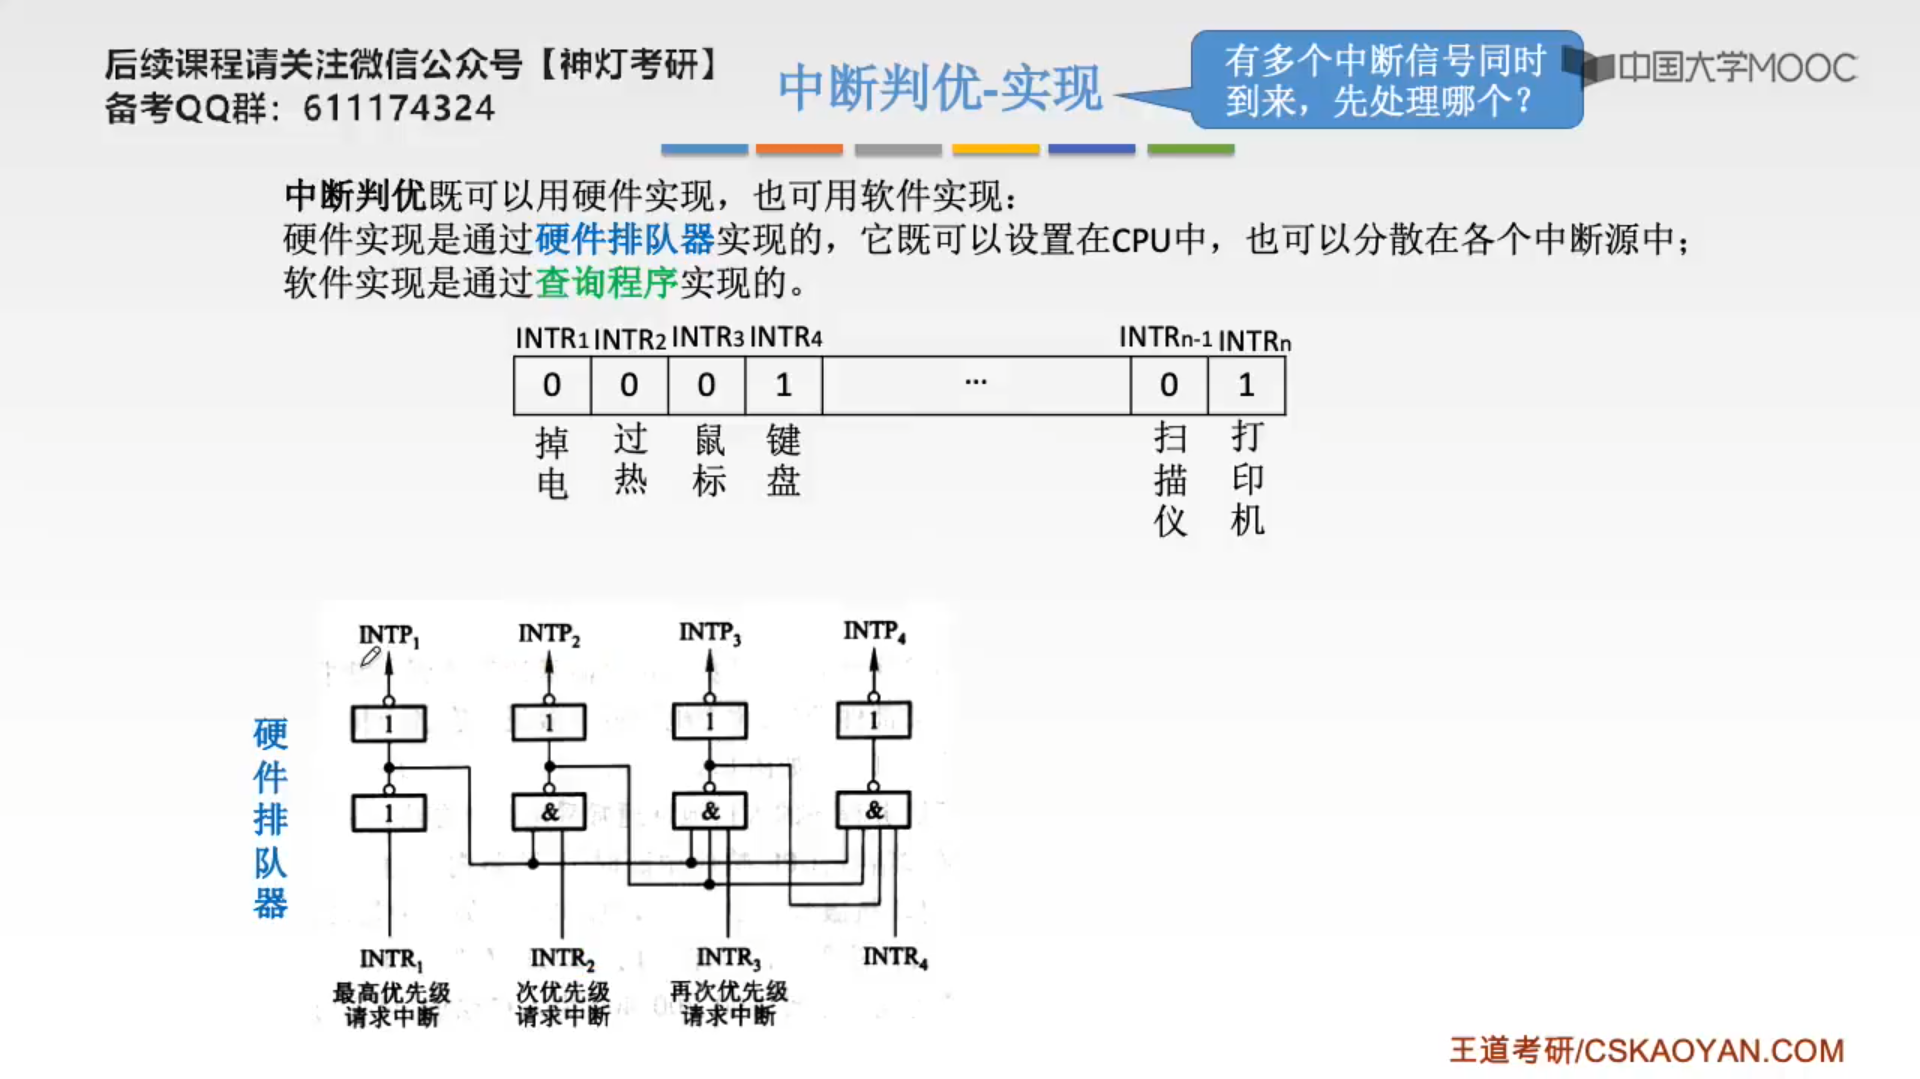 后续课程请关注微信公众号【神灯考研】
备考QQ群：611174324
中断判优-实现
有多个中断信号同时
到来，先处理哪个？
中国大学MOOC
中断判优既可以用硬件实现，也可用软件实现：
硬件实现是通过硬件排队器实现的，它既可以设置在CPU中，也可以分散在各个中断源中；
软件实现是通过查询程序实现的。
INTR1 INTR2 INTR3 INTR4 INTRn-1 INTRn
0 0 0 1 ... 0 1
掉电 过热 鼠标 键盘 扫描仪 打印机
INTP1 INTP2 INTP3 INTP4
1 1 1 1
1 & & &
硬件排队器
INTR1 INTR2 INTR3 INTR4
最高优先级 次优先级 再次优先级
请求中断 请求中断 请求中断
王道考研/CSKAOYAN.COM